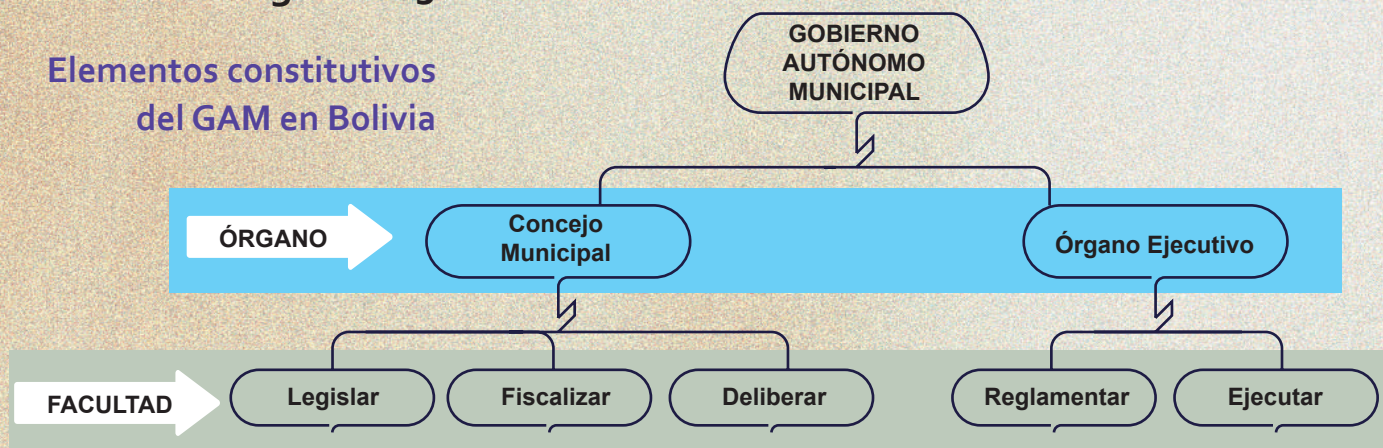 Elementos constitutivos
del GAM en Bolivia
GOBIERNO
AUTÓNOMO
MUNICIPAL
ÓRGANO
Concejo
Municipal
Órgano Ejecutivo
FACULTAD
Legislar
Fiscalizar
Deliberar
Reglamentar
Ejecutar